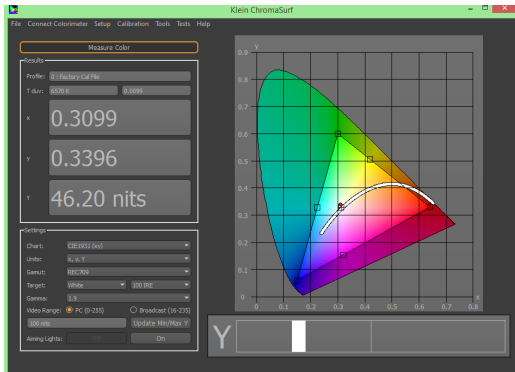 Klein ChromaSurf
File Connect Colorimeter Setup Calibration Tools Tests Help
Measure Color
Results
Profile: 0 : Factory Cal File
T duv: 6570 K 0.0099
x 0.3099
y 0.3396
Y 46.20 nits
Settings
Chart: CIE1931 (xy)
Units: x, y, Y
Gamut: REC709
Target: White 100 IRE
Gamma: 1.9
Video Range: PC (0-255) Broadcast (16-235)
100 nits Update Min/Max Y
Aiming Lights: On
y
0.9
0.8
0.7
0.6
0.5
0.4
0.3
0.2
0.1
0
0 0.1 0.2 0.3 0.4 0.5 0.6 0.7 0.8
x
Y